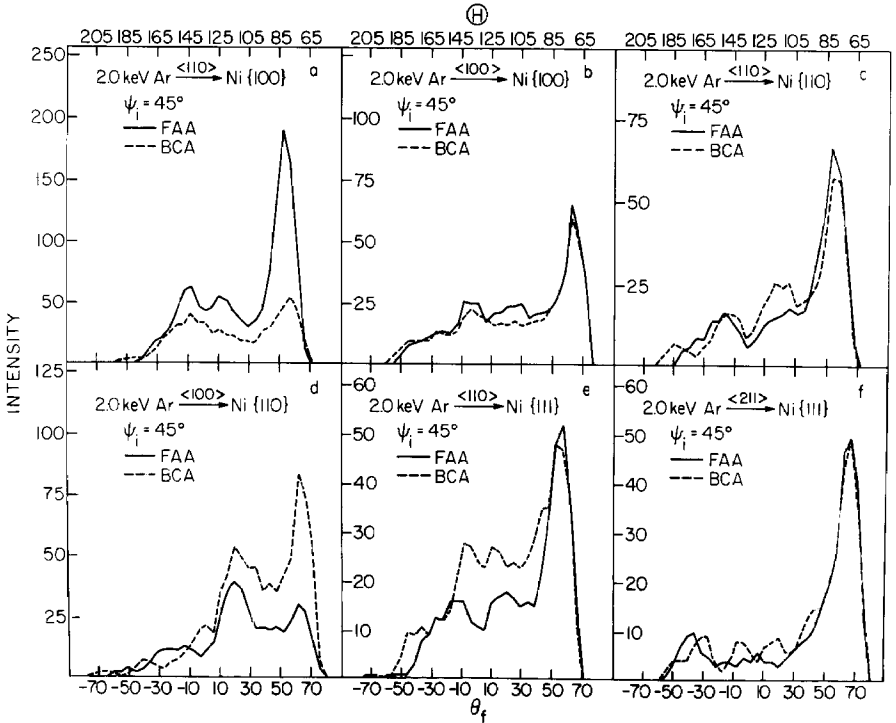 Ⓗ
205 185 165 145 125 105 85 65 185 165 145 125 105 85 65 185 165 145 125 105 85 65
250
200
150
100
50
a
2.0 keV Ar <110> Ni {100}
ψi = 45°
FAA
BCA
100
75
50
25
b
2.0 keV Ar <100> Ni {100}
ψi = 45°
FAA
BCA
75
50
25
c
2.0 keV Ar <110> Ni {110}
ψi = 45°
FAA
BCA
INTENSITY
125
100
75
50
25
d
2.0 keV Ar <100> Ni {110}
ψi = 45°
FAA
BCA
60
50
40
30
20
10
e
2.0 keV Ar <110> Ni {111}
ψi = 45°
FAA
BCA
60
50
40
30
20
10
f
2.0 keV Ar <211> Ni {111}
ψi = 45°
FAA
BCA
-70 -50 -30 -10 10 30 50 70 -70 -50 -30 -10 10 30 50 70 -70 -50 -30 -10 10 30 50 70
θf